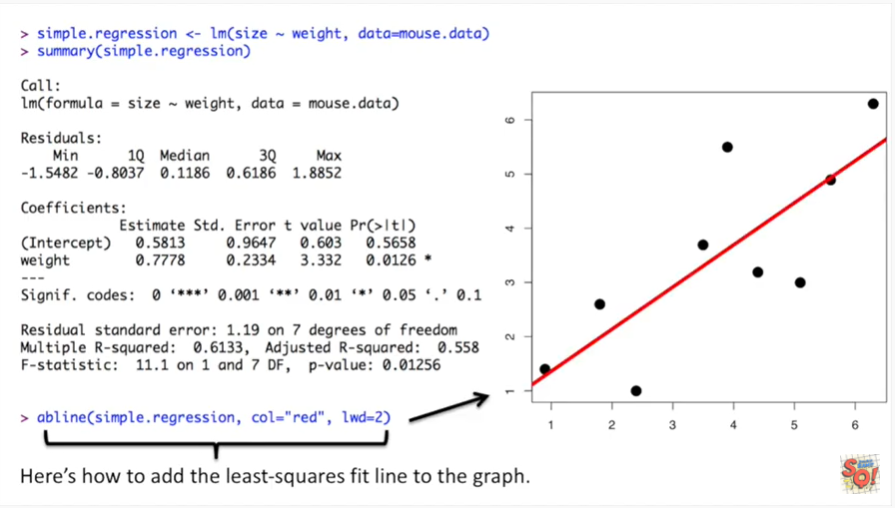 > simple.regression <- lm(size ~ weight, data=mouse.data)
> summary(simple.regression)
Call:
lm(formula = size ~ weight, data = mouse.data)
Residuals:
Min 1Q Median 3Q Max
-1.5482 -0.8037 0.1186 0.6186 1.8852
Coefficients:
Estimate Std. Error t value Pr(>|t|)
(Intercept) 0.5813 0.9647 0.603 0.5658
weight 0.7778 0.2334 3.332 0.0126 *
---
Signif. codes: 0 ‘***’ 0.001 ‘**’ 0.01 ‘*’ 0.05 ‘.’ 0.1
Residual standard error: 1.19 on 7 degrees of freedom
Multiple R-squared: 0.6133, Adjusted R-squared: 0.558
F-statistic: 11.1 on 1 and 7 DF, p-value: 0.01256
> abline(simple.regression, col="red", lwd=2)
Here’s how to add the least-squares fit line to the graph.
6
5
4
3
2
1
1 2 3 4 5 6
SQ!